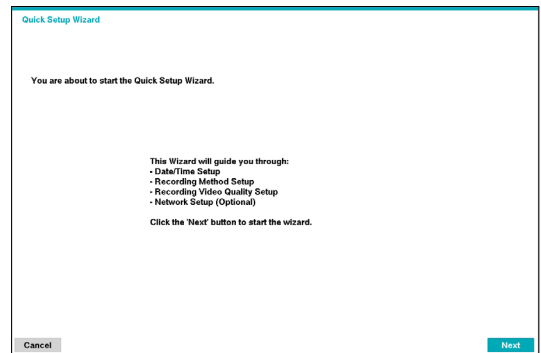 Quick Setup Wizard
You are about to start the Quick Setup Wizard.
This Wizard will guide you through:
- Date/Time Setup
- Recording Method Setup
- Recording Video Quality Setup
- Network Setup (Optional)
Click the 'Next' button to start the wizard.
Cancel
Next